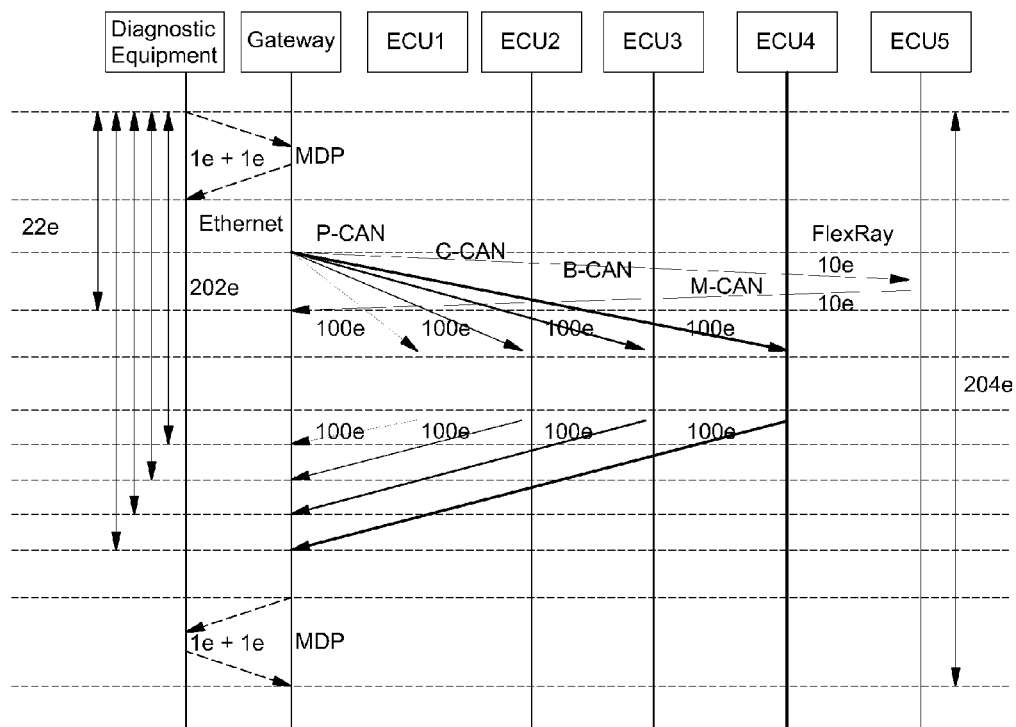 Diagnostic
Equipment
Gateway
ECU1
ECU2
ECU3
ECU4
ECU5
1e + 1e
MDP
22e
Ethernet
P-CAN
C-CAN
B-CAN
M-CAN
FlexRay
10e
10e
202e
100e
100e
100e
100e
204e
100e
100e
100e
100e
1e + 1e
MDP